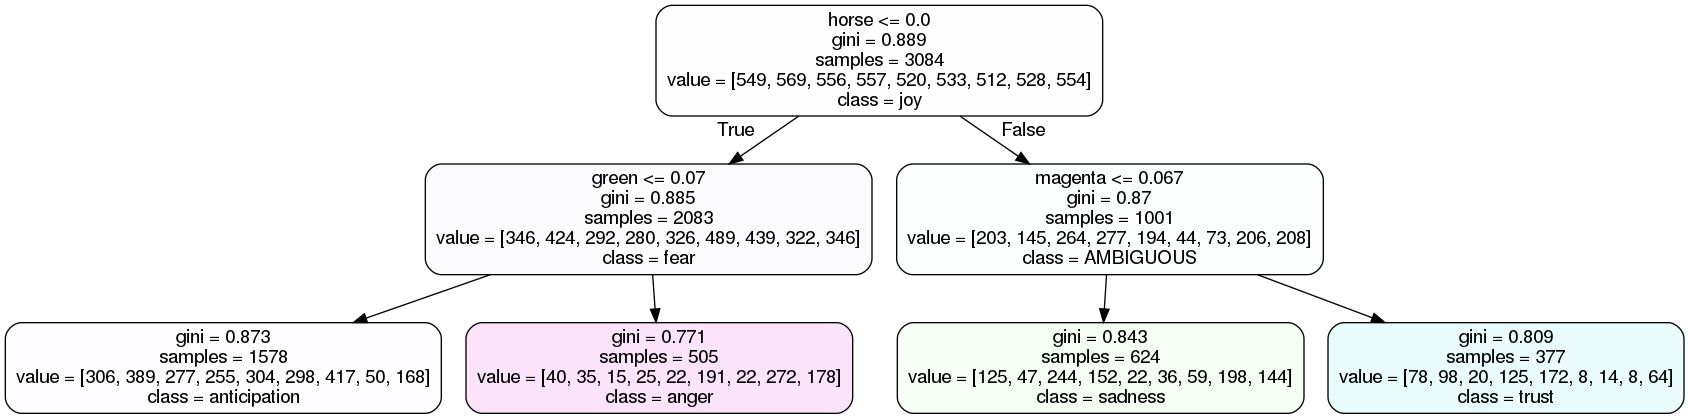 horse <= 0.0
gini = 0.889
samples = 3084
value = [549, 569, 556, 557, 520, 533, 512, 528, 554]
class = joy
True
False
green <= 0.07
gini = 0.885
samples = 2083
value = [346, 424, 292, 280, 326, 489, 439, 322, 346]
class = fear
magenta <= 0.067
gini = 0.87
samples = 1001
value = [203, 145, 264, 277, 194, 44, 73, 206, 208]
class = AMBIGUOUS
gini = 0.873
samples = 1578
value = [306, 389, 277, 255, 304, 298, 417, 50, 168]
class = anticipation
gini = 0.771
samples = 505
value = [40, 35, 15, 25, 22, 191, 22, 272, 178]
class = anger
gini = 0.843
samples = 624
value = [125, 47, 244, 152, 22, 36, 59, 198, 144]
class = sadness
gini = 0.809
samples = 377
value = [78, 98, 20, 125, 172, 8, 14, 8, 64]
class = trust